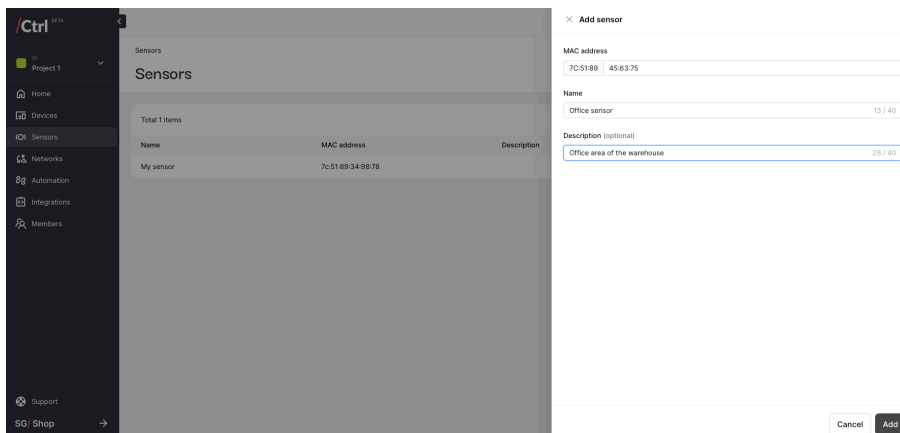 /Ctrl BETA
m
Project 1
Home
Devices
Sensors
Networks
Automation
Integrations
Members
Support
SG/ Shop
Sensors
Sensors
Total 1 items
Name MAC address Description
My sensor 7c:51:89:34:98:78
Add sensor
MAC address
7C:51:89 45:63:75
Name
Office sensor 13 / 40
Description (optional)
Office area of the warehouse 28 / 40
Cancel Add